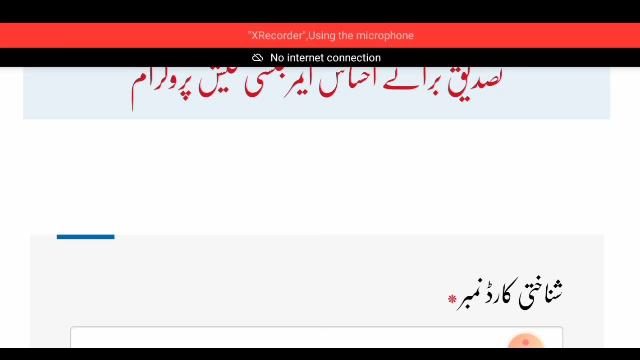 "XRecorder",Using the microphone
No internet connection
تصدیق برائے احساس ایمرجنسی کیش پروگرام
شناختی کارڈ نمبر *